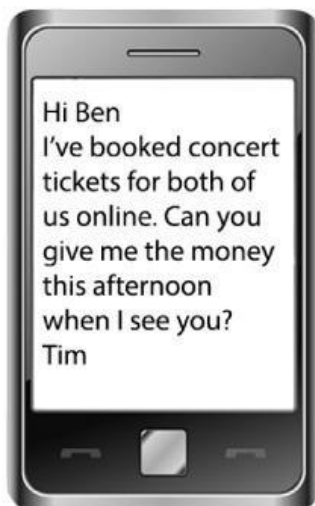 Hi Ben
I've booked concert
tickets for both of
us online. Can you
give me the money
this afternoon
when I see you?
Tim